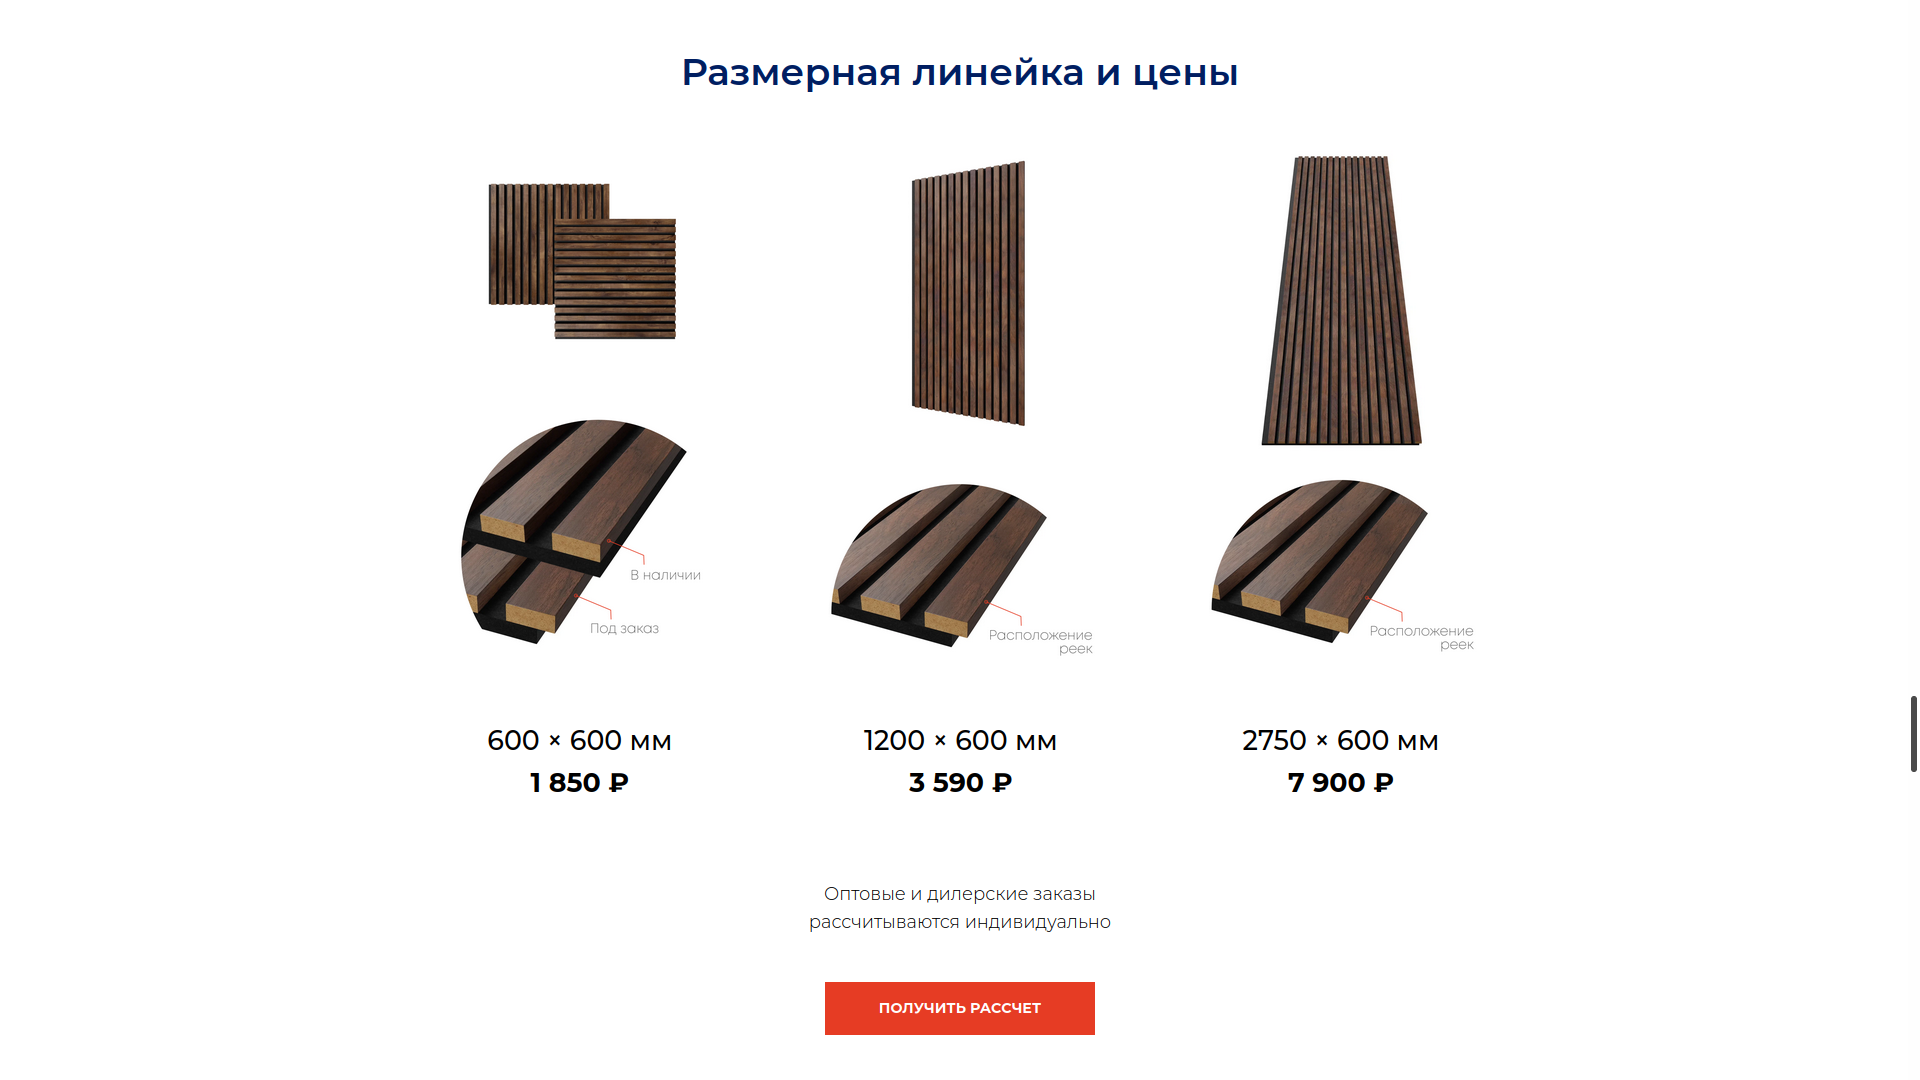 Размерная линейка и цены
В наличии
Под заказ
Расположение
реек
Расположение
реек
600 × 600 мм
1 850 ₽
1200 × 600 мм
3 590 ₽
2750 × 600 мм
7 900 ₽
Оптовые и дилерские заказы
рассчитываются индивидуально
ПОЛУЧИТЬ РАССЧЕТ